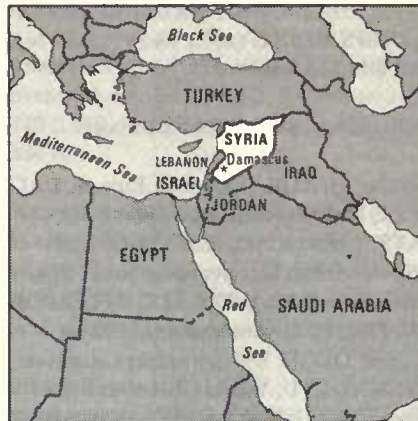 Black Sea
TURKEY
SYRIA
Mediterranean Sea
LEBANON
Damascus
ISRAEL
IRAQ
JORDAN
EGYPT
SAUDI ARABIA
Red
Sea